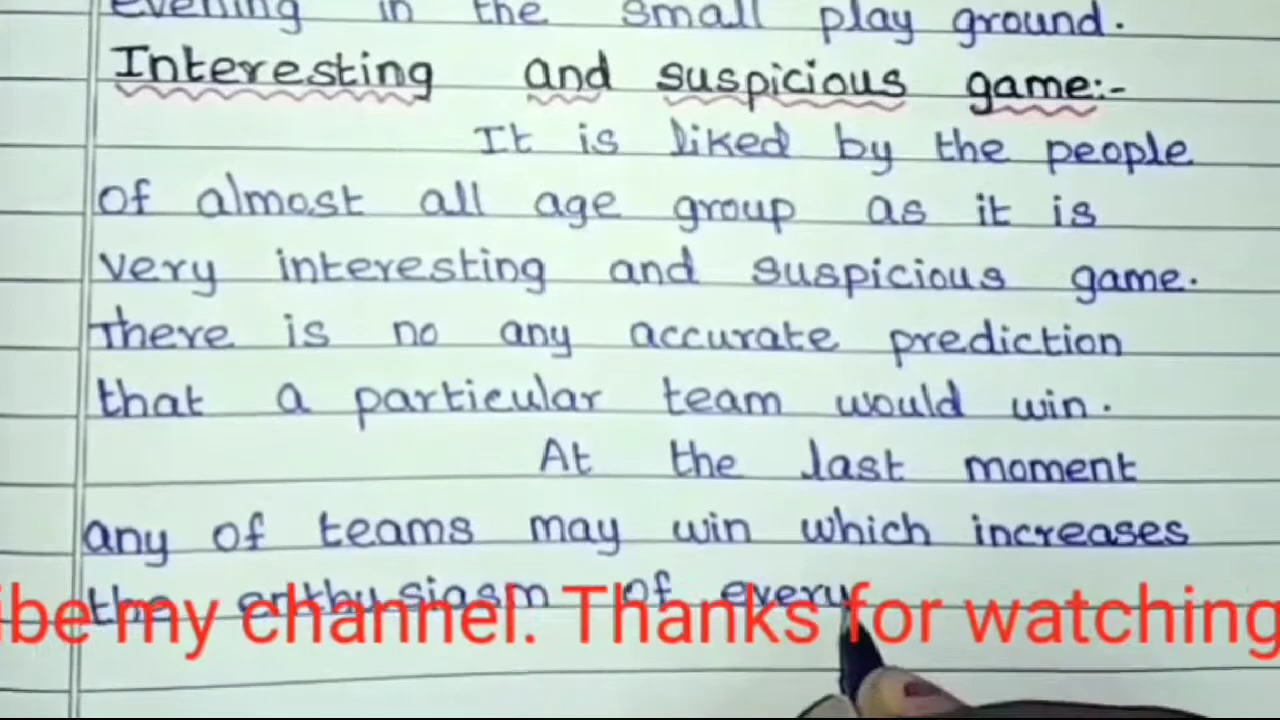 evening in the small play ground.
Interesting and suspicious game:-
It is liked by the people
of almost all age group as it is
very interesting and suspicious game.
There is no any accurate prediction
that a particular team would win.
At the last moment
any of teams may win which increases
the enthusiasm of every
ibe my channel. Thanks for watching